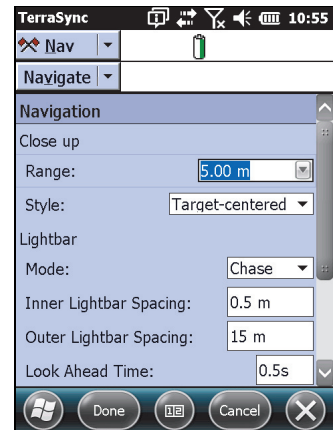 TerraSync 10:55
Nav
Navigate
Navigation
Close up
Range: 5.00 m
Style: Target-centered
Lightbar
Mode: Chase
Inner Lightbar Spacing: 0.5 m
Outer Lightbar Spacing: 15 m
Look Ahead Time: 0.5s
Done Cancel